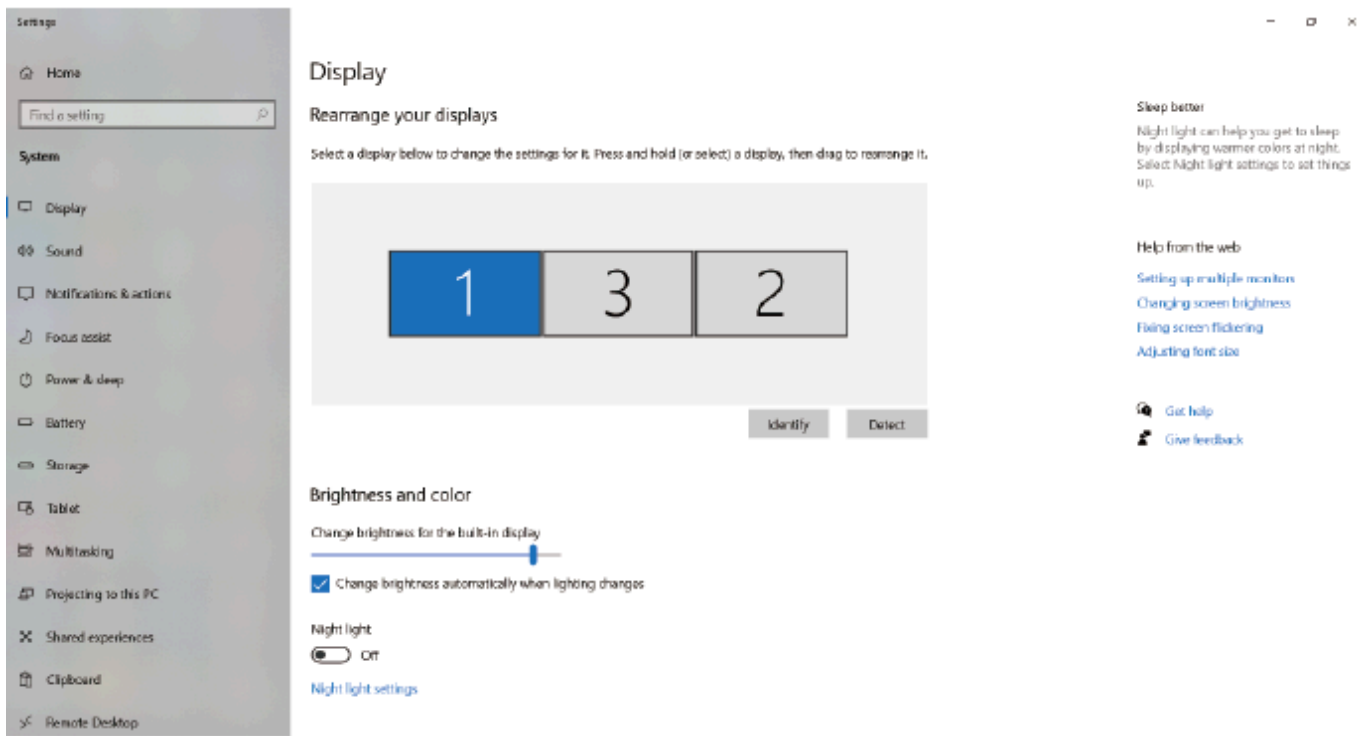 Settings
Home
Find a setting
System
Display
Sound
Notifications & actions
Focus assist
Power & sleep
Battery
Storage
Tablet
Multitasking
Projecting to this PC
Shared experiences
Clipboard
Remote Desktop
Display
Rearrange your displays
Select a display below to change the settings for it. Press and hold (or select) a display, then drag to rearrange it.
1 3 2
Identify Detect
Brightness and color
Change brightness for the built-in display
Change brightness automatically when lighting changes
Night light
Off
Night light settings
Sleep better
Night light can help you get to sleep
by displaying warmer colors at night.
Select Night light settings to set things
up.
Help from the web
Setting up multiple monitors
Changing screen brightness
Fixing screen flickering
Adjusting font size
Get help
Give feedback